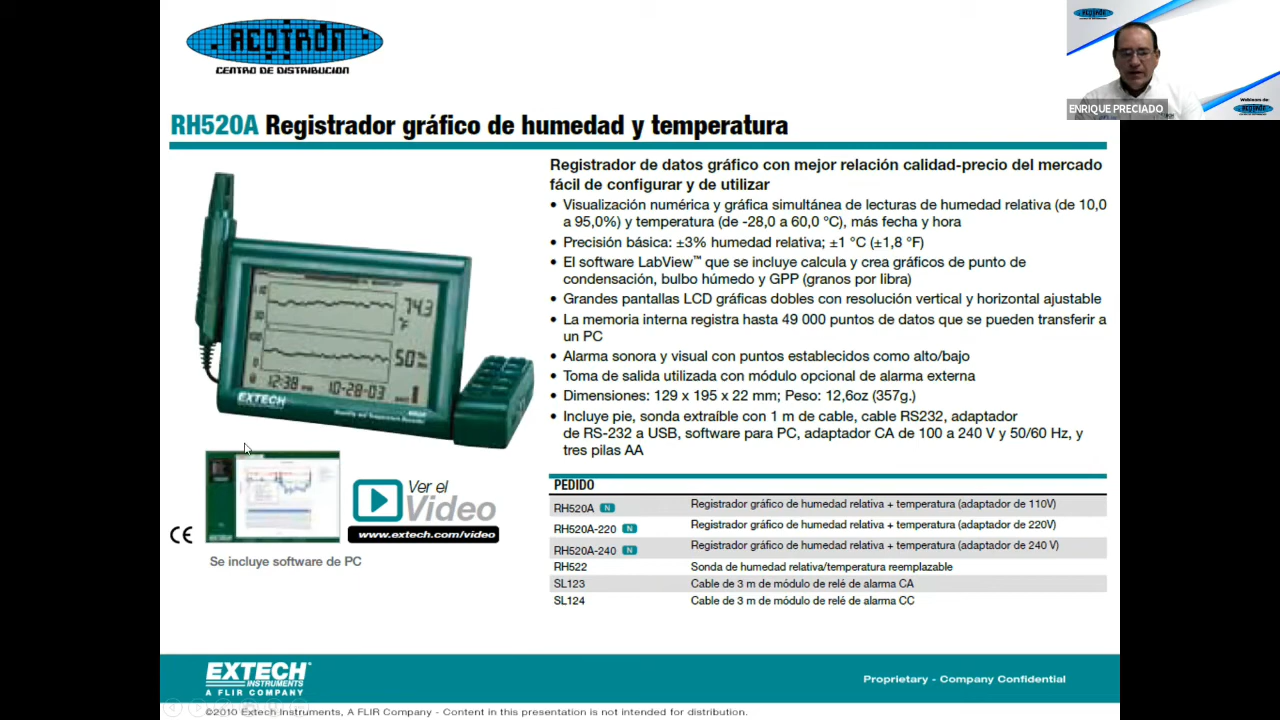 ACOTRÓN
CENTRO DE DISTRIBUCIÓN
ACOTRÓN
ENRIQUE PRECIADO
Webinars de:
ACOTRÓN
RH520A Registrador gráfico de humedad y temperatura
Registrador de datos gráfico con mejor relación calidad-precio del mercado
fácil de configurar y de utilizar
• Visualización numérica y gráfica simultánea de lecturas de humedad relativa (de 10,0
a 95,0%) y temperatura (de -28,0 a 60,0 °C), más fecha y hora
• Precisión básica: ±3% humedad relativa; ±1 °C (±1,8 °F)
• El software LabView™ que se incluye calcula y crea gráficos de punto de
condensación, bulbo húmedo y GPP (granos por libra)
• Grandes pantallas LCD gráficas dobles con resolución vertical y horizontal ajustable
• La memoria interna registra hasta 49 000 puntos de datos que se pueden transferir a
un PC
• Alarma sonora y visual con puntos establecidos como alto/bajo
• Toma de salida utilizada con módulo opcional de alarma externa
• Dimensiones: 129 x 195 x 22 mm; Peso: 12,6oz (357g.)
• Incluye pie, sonda extraíble con 1 m de cable, cable RS232, adaptador
de RS-232 a USB, software para PC, adaptador CA de 100 a 240 V y 50/60 Hz, y
tres pilas AA
74.3
°F
50
12:38 PM 10-28-03
EXTECH
Humidity and Temperature Recorder
Ver el
Video
www.extech.com/video
CE
Se incluye software de PC
PEDIDO
RH520A N Registrador gráfico de humedad relativa + temperatura (adaptador de 110V)
RH520A-220 N Registrador gráfico de humedad relativa + temperatura (adaptador de 220V)
RH520A-240 N Registrador gráfico de humedad relativa + temperatura (adaptador de 240 V)
RH522 Sonda de humedad relativa/temperatura reemplazable
SL123 Cable de 3 m de módulo de relé de alarma CA
SL124 Cable de 3 m de módulo de relé de alarma CC
EXTECH
INSTRUMENTS
A FLIR COMPANY
Proprietary - Company Confidential
©2010 Extech Instruments, A FLIR Company - Content in this presentation is not intended for distribution.